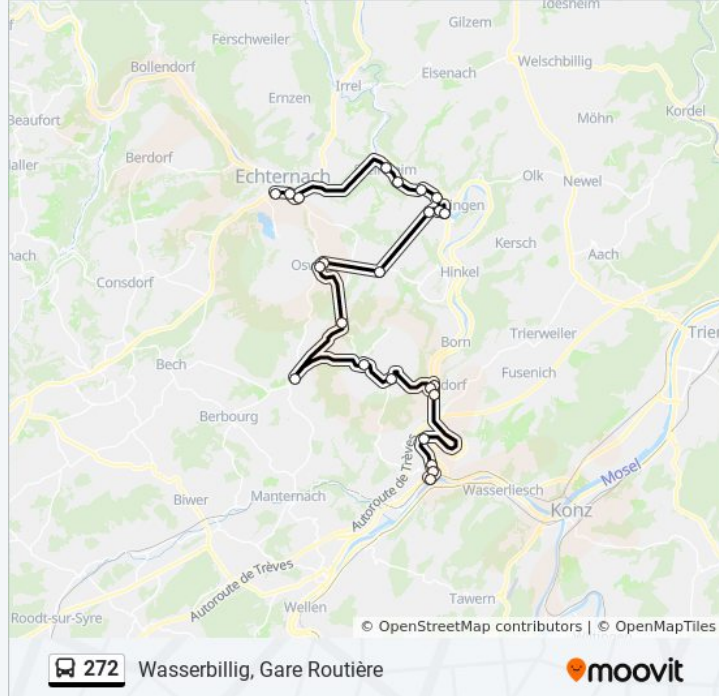 Idesheim
Gilzem
Ferschweiler
Welschbillig
Bollendorf
Eisenach
Irrel
Kordel
Ernzen
Möhn
Beaufort
Berdorf
Echternach
Olk
Newel
Kersch
Aach
Hinkel
Consdorf
Trierweiler
Born
Bech
Fusenich
Berbourg
Autoroute de Trèves
Mosel
Wasserliesch
Biwer
Manternach
Konz
Autoroute de Trèves
Tawern
Wellen
Roodt-sur-Syre
© OpenStreetMap contributors | © OpenMapTiles
272 Wasserbillig, Gare Routière moovit